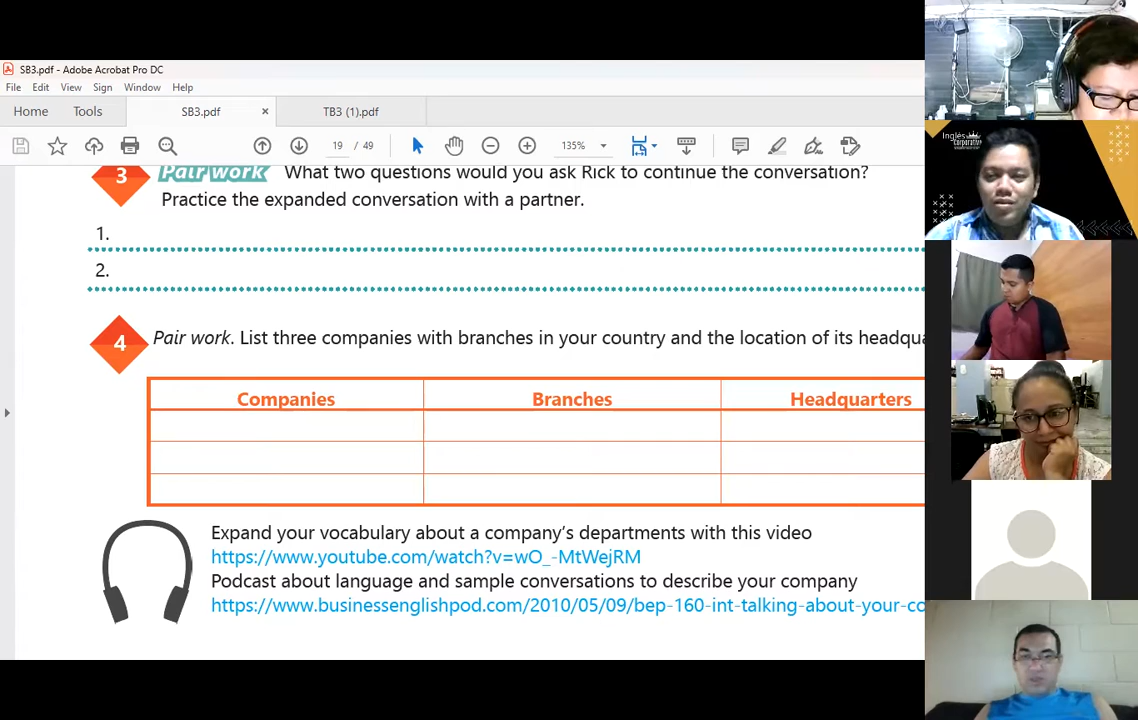 SB3.pdf - Adobe Acrobat Pro DC
File Edit View Sign Window Help
Home Tools SB3.pdf × TB3 (1).pdf
19 / 49 135%
3 Pair work What two questions would you ask Rick to continue the conversation?
Practice the expanded conversation with a partner.
1.
2.
4 Pair work. List three companies with branches in your country and the location of its headqua
Companies Branches Headquarters
Expand your vocabulary about a company's departments with this video
https://www.youtube.com/watch?v=wO_-MtWejRM
Podcast about language and sample conversations to describe your company
https://www.businessenglishpod.com/2010/05/09/bep-160-int-talking-about-your-co
Inglés
corporativo